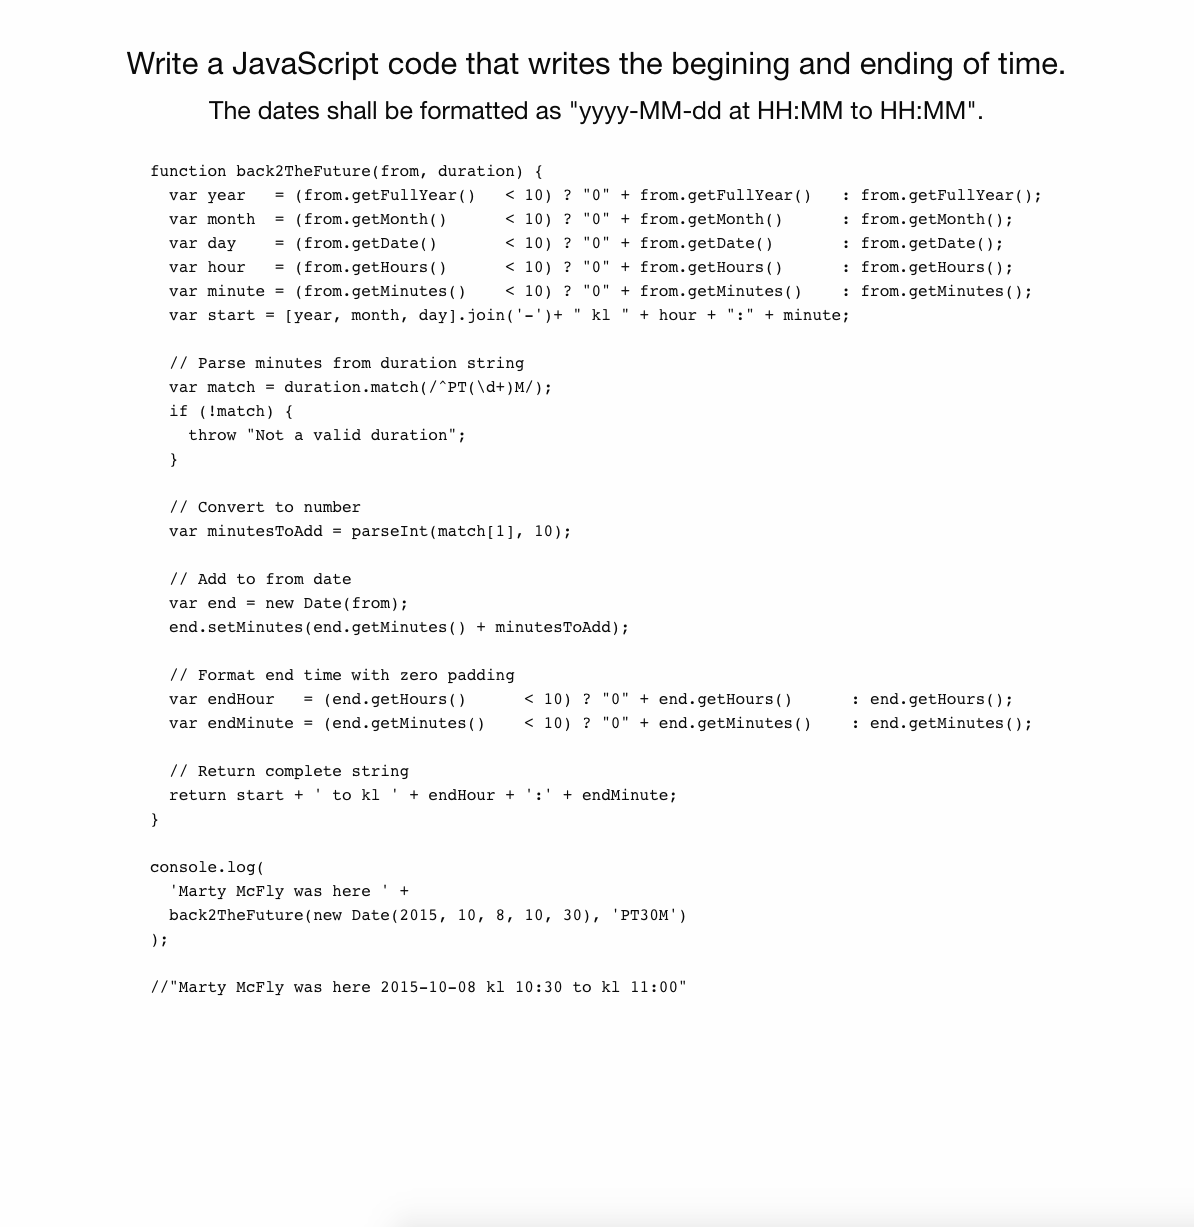 Write a JavaScript code that writes the begining and ending of time.
The dates shall be formatted as "yyyy-MM-dd at HH:MM to HH:MM".
function back2TheFuture(from, duration) {
  var year   = (from.getFullYear()   < 10) ? "0" + from.getFullYear()   : from.getFullYear();
  var month  = (from.getMonth()      < 10) ? "0" + from.getMonth()      : from.getMonth();
  var day    = (from.getDate()       < 10) ? "0" + from.getDate()       : from.getDate();
  var hour   = (from.getHours()      < 10) ? "0" + from.getHours()      : from.getHours();
  var minute = (from.getMinutes()    < 10) ? "0" + from.getMinutes()    : from.getMinutes();
  var start = [year, month, day].join('-')+ " kl " + hour + ":" + minute;
  // Parse minutes from duration string
  var match = duration.match(/^PT(\d+)M/);
  if (!match) {
    throw "Not a valid duration";
  }
  // Convert to number
  var minutesToAdd = parseInt(match[1], 10);
  // Add to from date
  var end = new Date(from);
  end.setMinutes(end.getMinutes() + minutesToAdd);
  // Format end time with zero padding
  var endHour   = (end.getHours()      < 10) ? "0" + end.getHours()      : end.getHours();
  var endMinute = (end.getMinutes()    < 10) ? "0" + end.getMinutes()    : end.getMinutes();
  // Return complete string
  return start + ' to kl ' + endHour + ':' + endMinute;
}
console.log(
  'Marty McFly was here ' +
  back2TheFuture(new Date(2015, 10, 8, 10, 30), 'PT30M')
);
//"Marty McFly was here 2015-10-08 kl 10:30 to kl 11:00"